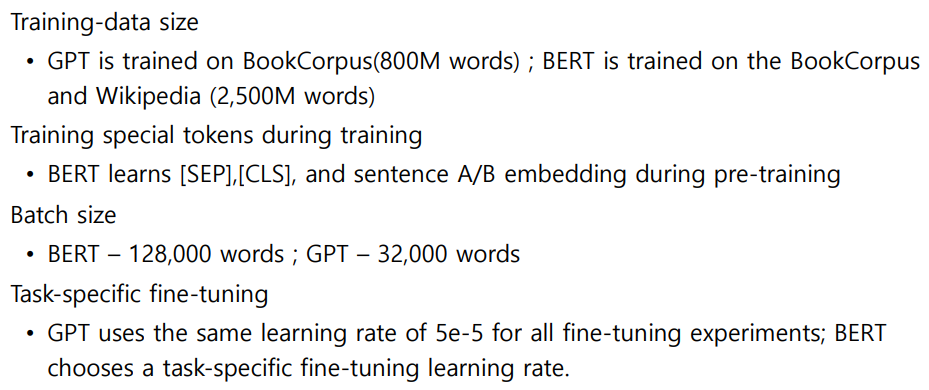 Training-data size
• GPT is trained on BookCorpus(800M words) ; BERT is trained on the BookCorpus
and Wikipedia (2,500M words)
Training special tokens during training
• BERT learns [SEP],[CLS], and sentence A/B embedding during pre-training
Batch size
• BERT – 128,000 words ; GPT – 32,000 words
Task-specific fine-tuning
• GPT uses the same learning rate of 5e-5 for all fine-tuning experiments; BERT
chooses a task-specific fine-tuning learning rate.